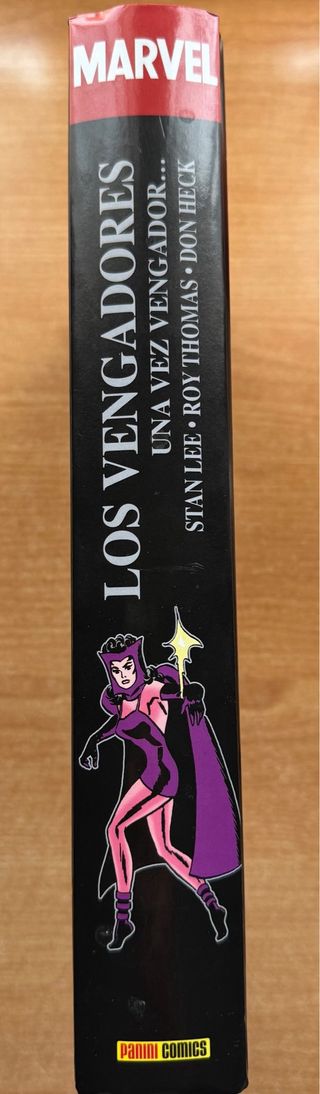 MARVEL
LOS VENGADORES
UNA VEZ VENGADOR...
STAN LEE • ROY THOMAS • DON HECK
PANINI COMICS